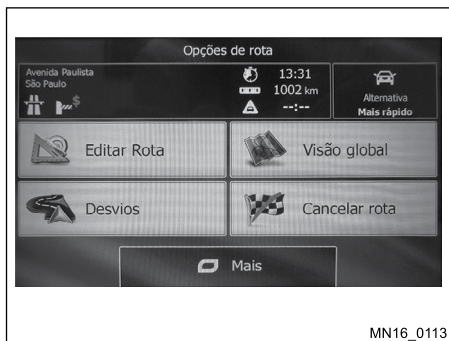 Opções de rota
Avenida Paulista
São Paulo
13:31
1002 km
--:--
$
Alternativa
Mais rápido
Editar Rota
Visão global
Desvios
Cancelar rota
Mais
MN16_0113